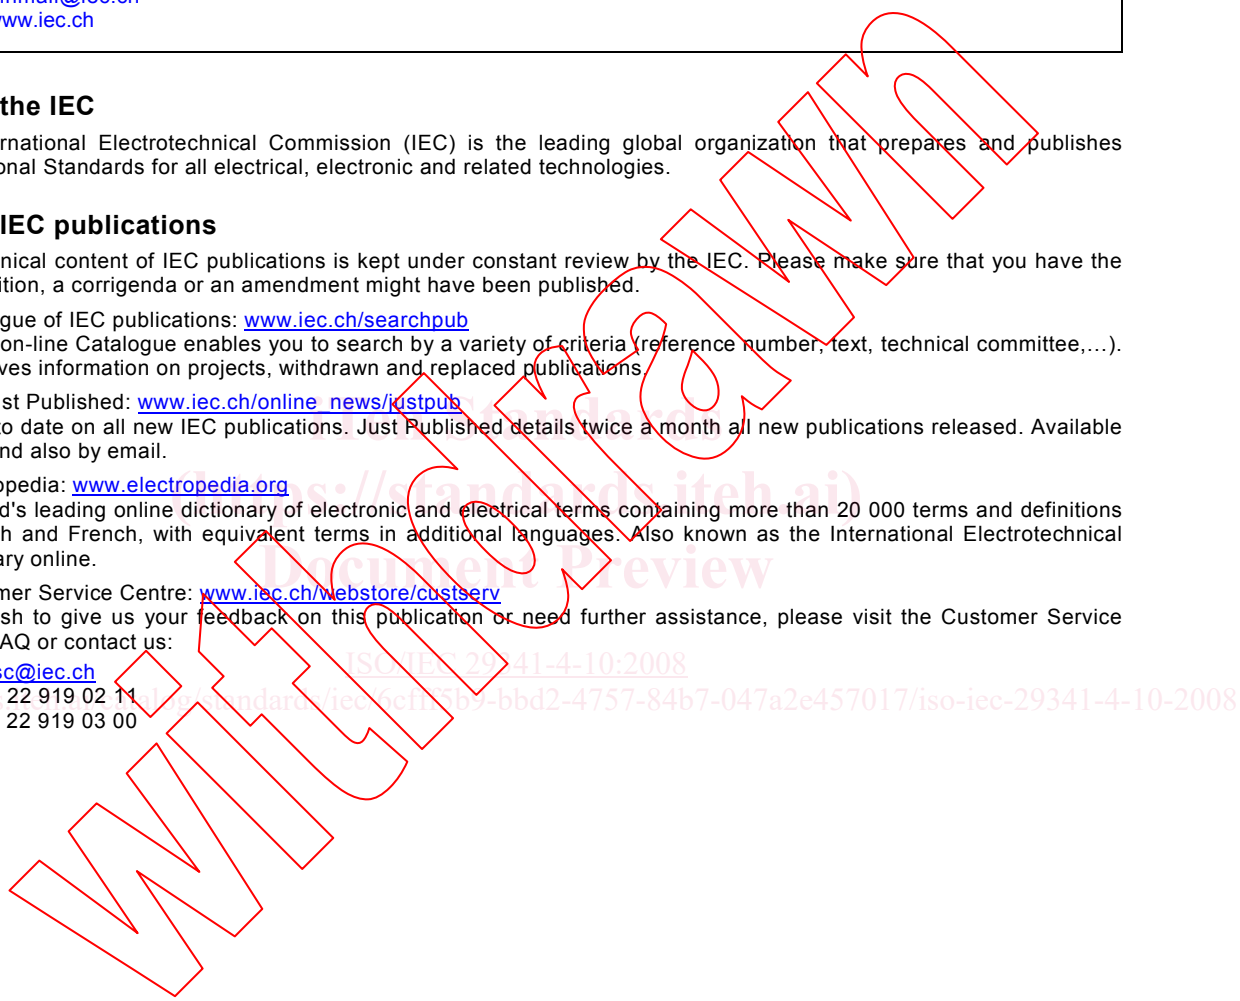 www.iec.ch
the IEC
rnational Electrotechnical Commission (IEC) is the leading global organization that prepares and publishes
onal Standards for all electrical, electronic and related technologies.
IEC publications
nical content of IEC publications is kept under constant review by the IEC. Please make sure that you have the
ition, a corrigenda or an amendment might have been published.
gue of IEC publications: www.iec.ch/searchpub
on-line Catalogue enables you to search by a variety of criteria (reference number, text, technical committee,…).
ves information on projects, withdrawn and replaced publications.
st Published: www.iec.ch/online_news/justpub
to date on all new IEC publications. Just Published details twice a month all new publications released. Available
nd also by email.
opedia: www.electropedia.org
d's leading online dictionary of electronic and electrical terms containing more than 20 000 terms and definitions
h and French, with equivalent terms in additional languages. Also known as the International Electrotechnical
ary online.
mer Service Centre: www.iec.ch/webstore/custserv
sh to give us your feedback on this publication or need further assistance, please visit the Customer Service
AQ or contact us:
sc@iec.ch
22 919 02 11
22 919 03 00
iTeh Standards
(https://standards.iteh.ai)
Document Preview
ISO/IEC 29341-4-10:2008
iteh.ai/catalog/standards/iec/6cfff5b9-bbd2-4757-84b7-047a2e457017/iso-iec-29341-4-10-2008
withdrawn